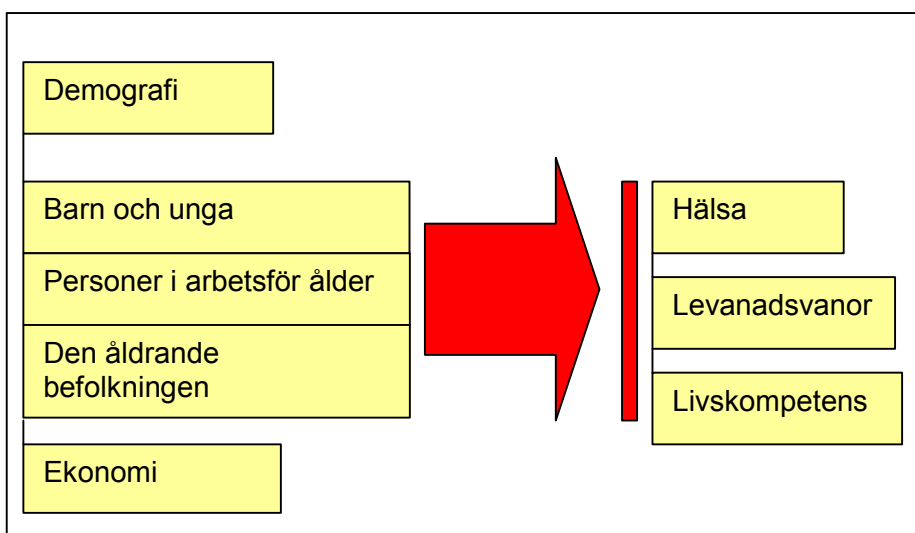 Demografi
Barn och unga
Personer i arbetsför ålder
Den åldrande
befolkningen
Ekonomi
Hälsa
Levanadsvanor
Livskompetens